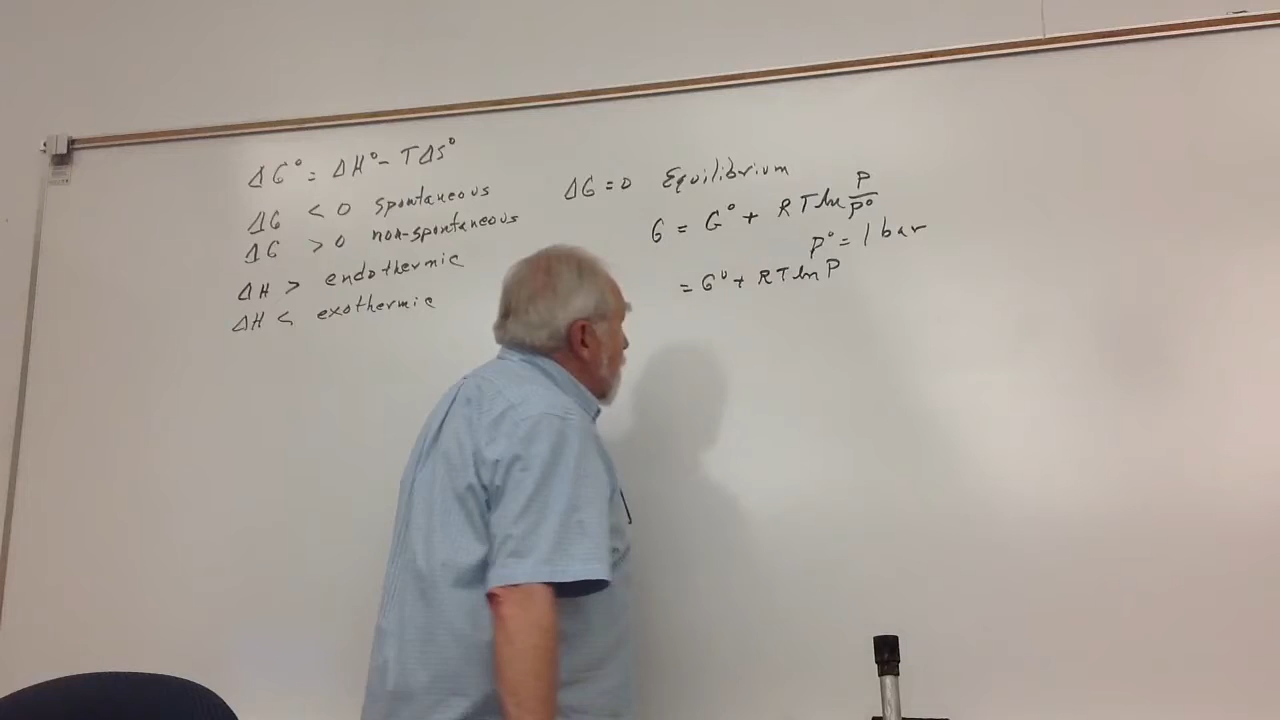 ΔG° = ΔH° - TΔS°
ΔG < 0 spontaneous
ΔG > 0 non-spontaneous
ΔH > endothermic
ΔH < exothermic
ΔG = 0 Equilibrium
G = G° + RT ln P/P°
P° = 1 bar
= G° + RT ln P